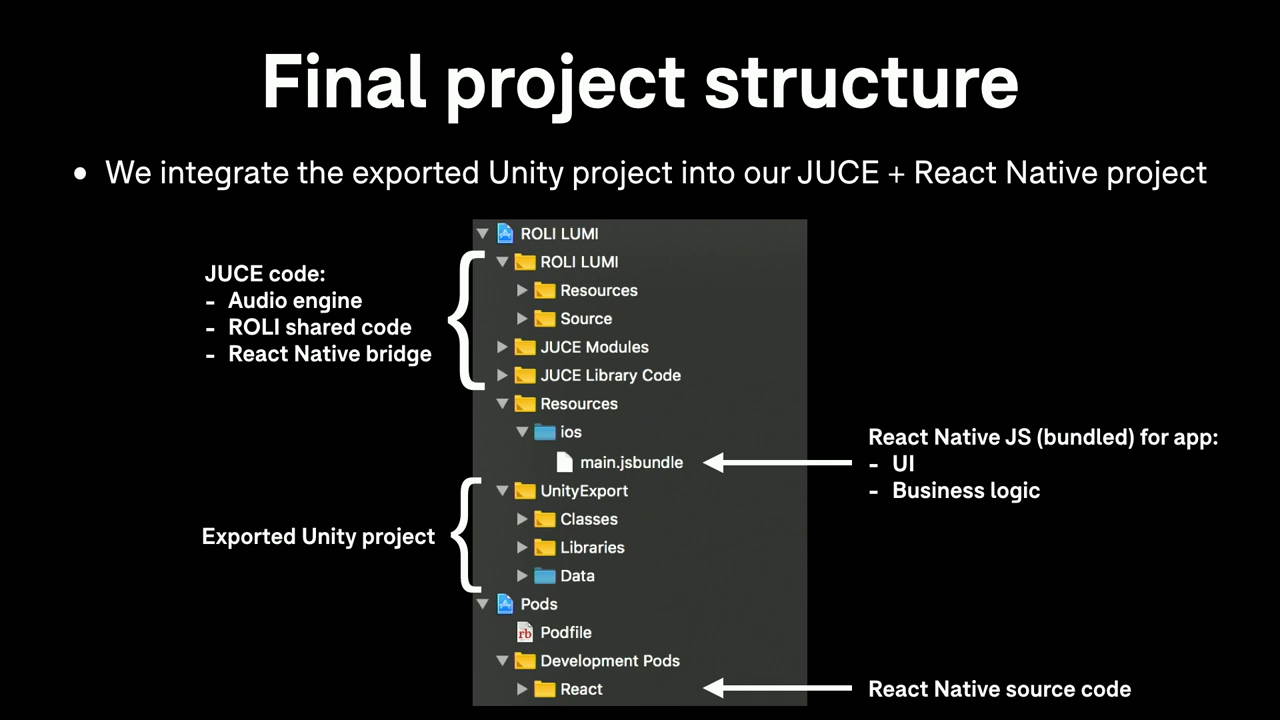 Final project structure
• We integrate the exported Unity project into our JUCE + React Native project
JUCE code:
- Audio engine
- ROLI shared code
- React Native bridge
ROLI LUMI
ROLI LUMI
Resources
Source
JUCE Modules
JUCE Library Code
Resources
ios
main.jsbundle
React Native JS (bundled) for app:
- UI
- Business logic
Exported Unity project
UnityExport
Classes
Libraries
Data
Pods
rb Podfile
Development Pods
React
React Native source code